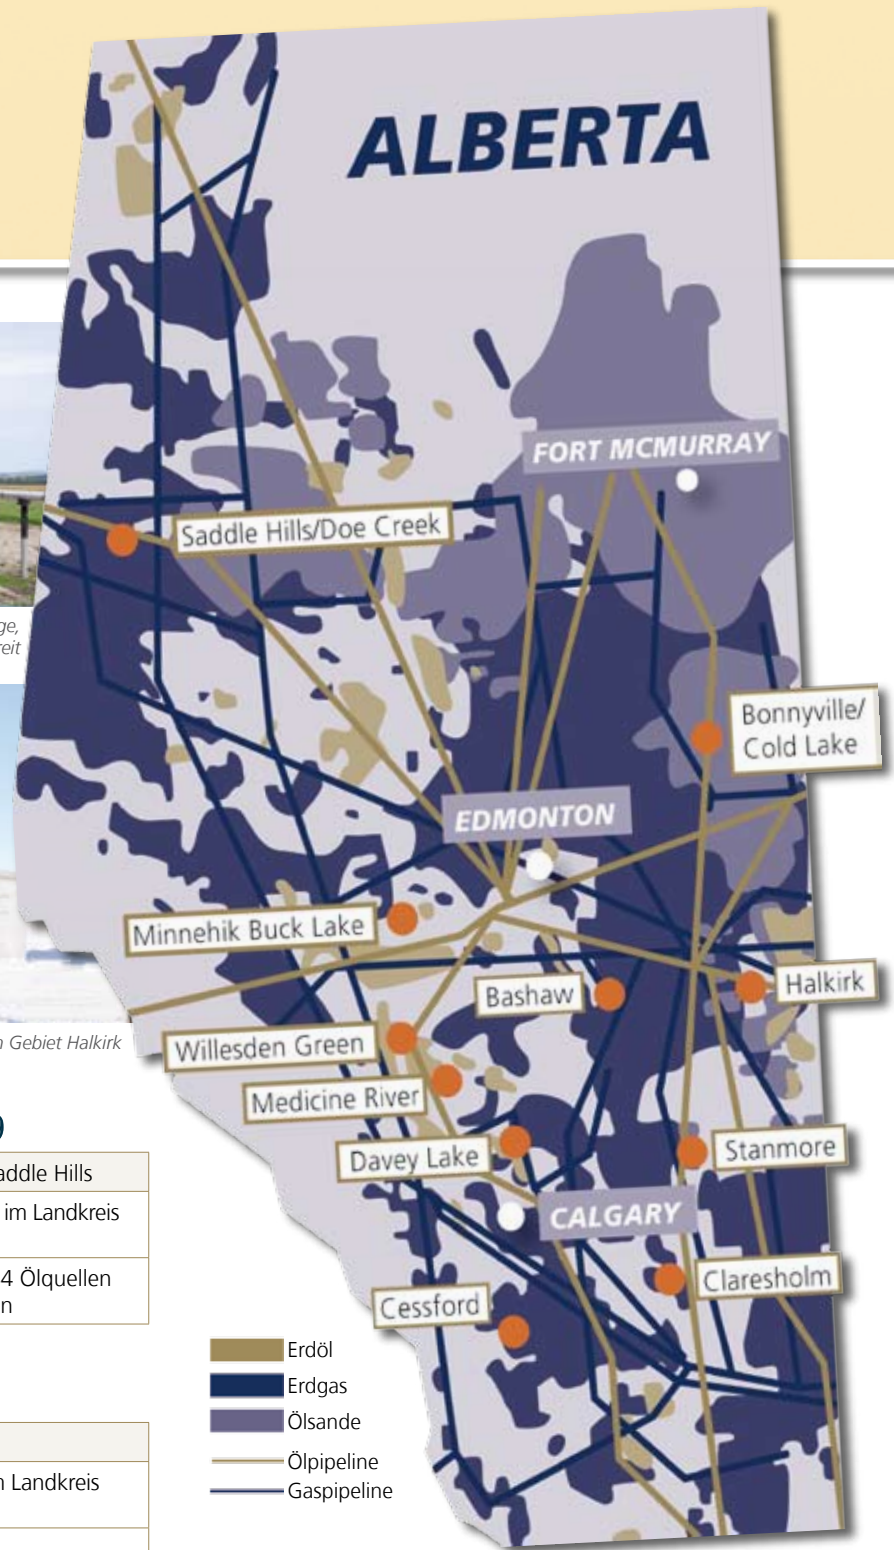 ALBERTA
FORT MCMURRAY
Saddle Hills/Doe Creek
Bonnyville/
Cold Lake
EDMONTON
Minnehik Buck Lake
Bashaw
Halkirk
Willesden Green
Medicine River
Davey Lake
Stanmore
CALGARY
Claresholm
Cessford
Erdöl
Erdgas
Ölsande
Ölpipeline
Gaspipeline
Gebiet Halkirk
im Landkreis
4 Ölquellen
Landkreis